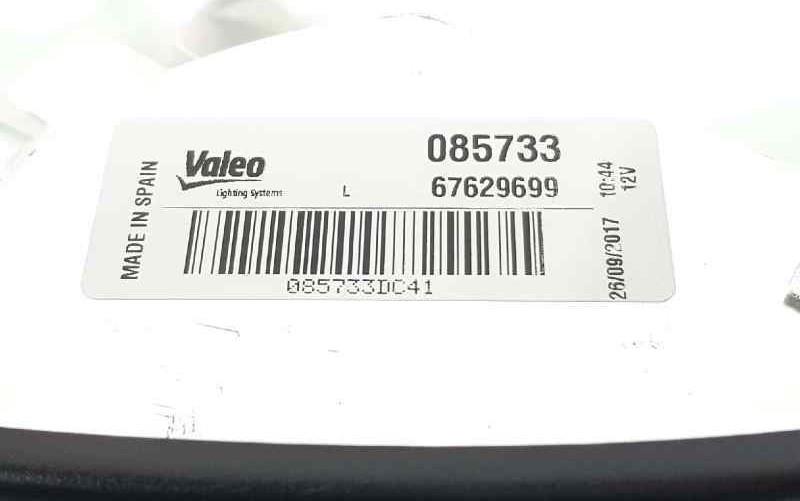 MADE IN SPAIN
Valeo
Lighting Systems
L
085733
67629699
085733DC41
26/09/2017 10:44
12V